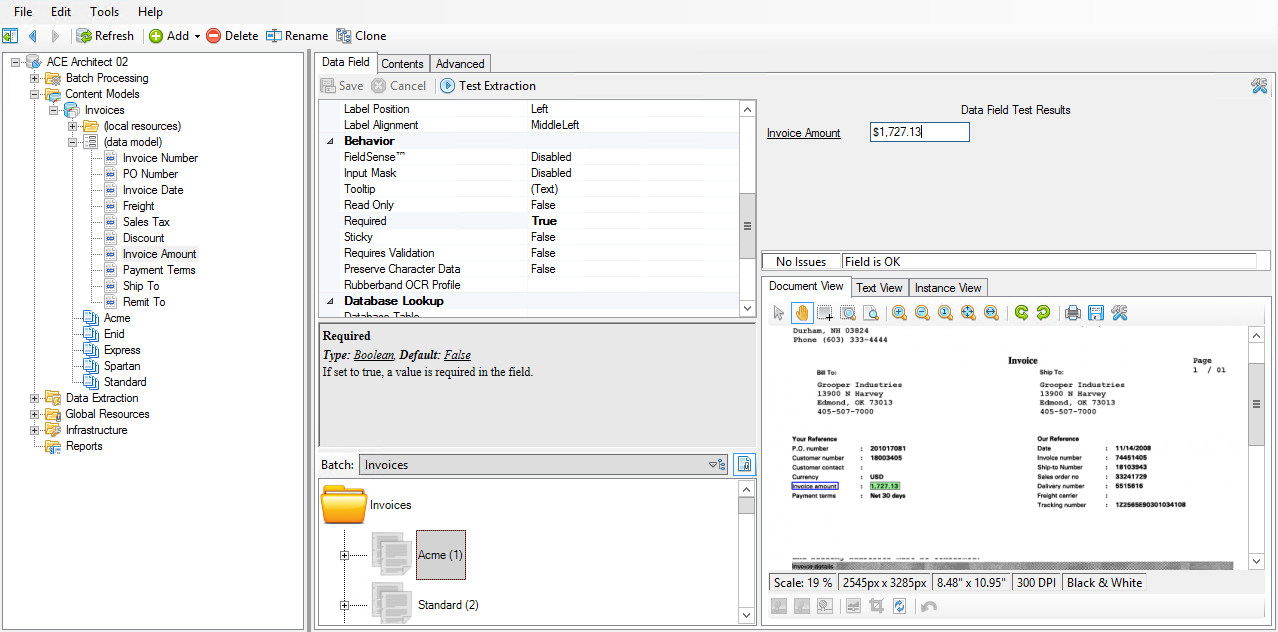 File Edit Tools Help
Refresh Add Delete Rename Clone
ACE Architect 02
Batch Processing
Content Models
Invoices
(local resources)
(data model)
Invoice Number
PO Number
Invoice Date
Freight
Sales Tax
Discount
Invoice Amount
Payment Terms
Ship To
Remit To
Acme
Enid
Express
Spartan
Standard
Data Extraction
Global Resources
Infrastructure
Reports
Data Field Contents Advanced
Save Cancel Test Extraction
Label Position Left
Label Alignment MiddleLeft
Behavior
FieldSense™ Disabled
Input Mask Disabled
Tooltip (Text)
Read Only False
Required True
Sticky False
Requires Validation False
Preserve Character Data False
Rubberband OCR Profile
Database Lookup
Database Table
Required
Type: Boolean, Default: False
If set to true, a value is required in the field.
Batch: Invoices
Invoices
Acme (1)
Standard (2)
Data Field Test Results
Invoice Amount $1,727.13
No Issues Field is OK
Document View Text View Instance View
Durham, NH 03824
Phone (603) 333-4444
Invoice Page
1 / 01
Bill To: Ship To:
Grooper Industries Grooper Industries
13900 N Harvey 13900 N Harvey
Edmond, OK 73013 Edmond, OK 73013
405-507-7000 405-507-7000
Your Reference Our Reference
P.O. number : 201017081 Date : 11/14/2008
Customer number : 18003405 Invoice number : 74451405
Customer contact : Ship-to Number : 18103943
Currency : USD Sales order no : 33241729
Invoice amount : 1,727.13 Delivery number : 5515616
Payment terms : Net 30 days Freight carrier :
Tracking number : 1Z2565E90301034108
Invoice details
Scale: 19 % 2545px x 3285px 8.48" x 10.95" 300 DPI Black & White